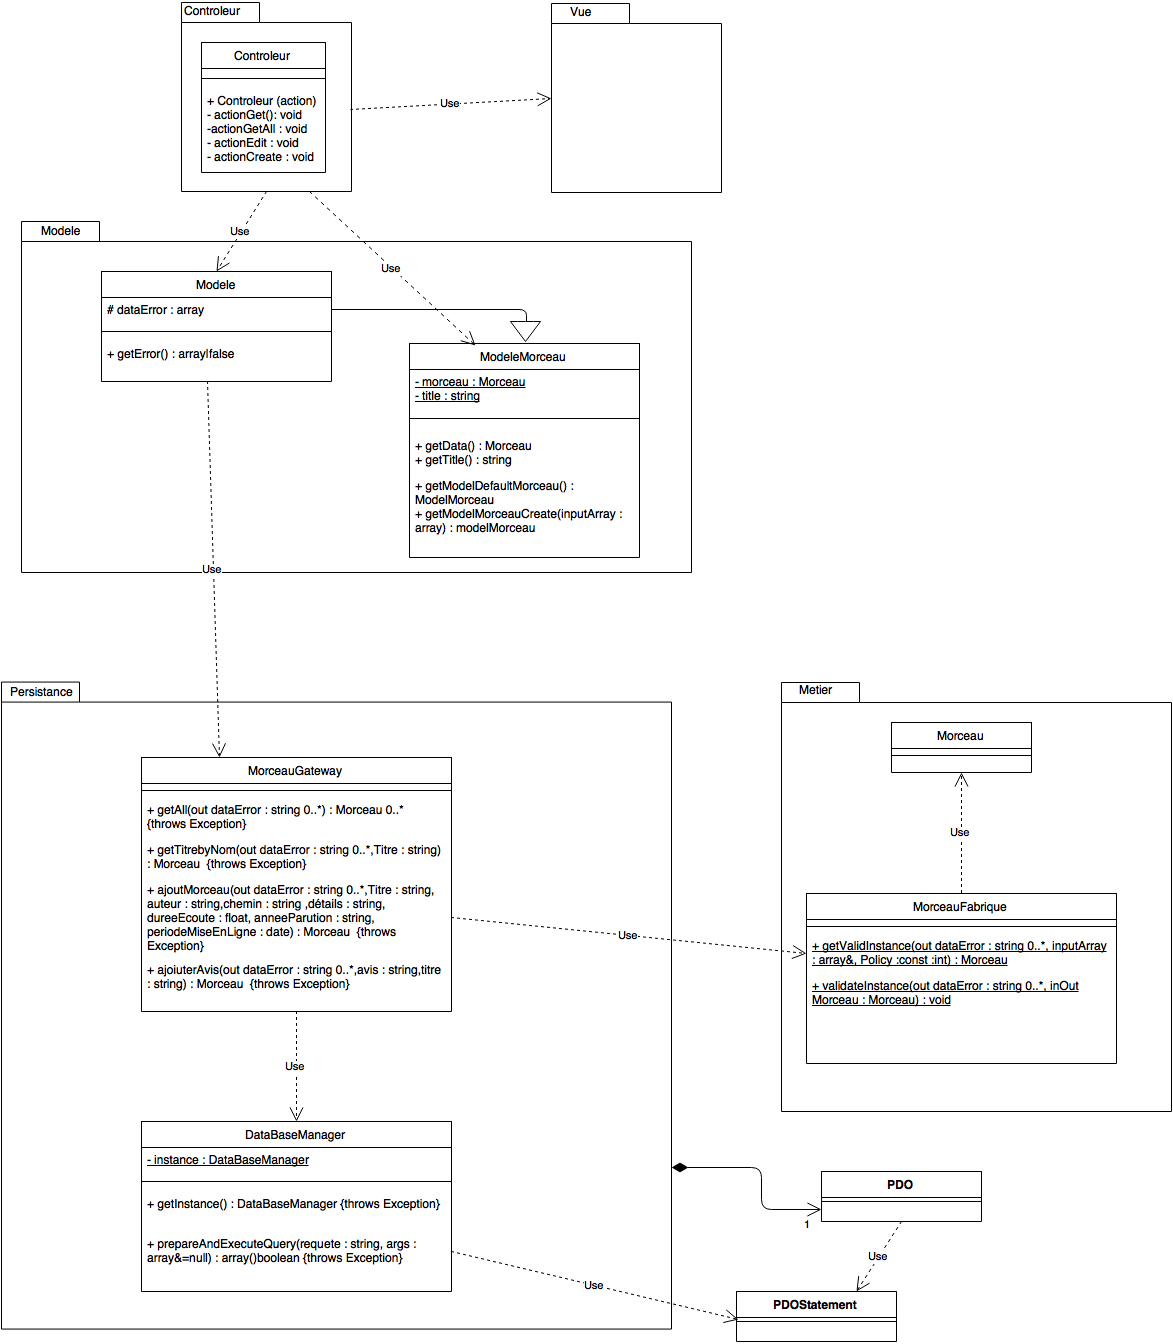 Controleur
Controleur
+ Controleur (action)
- actionGet(): void
-actionGetAll : void
- actionEdit : void
- actionCreate : void
Use
Vue
Use
Use
Modele
Modele
# dataError : array
+ getError() : array|false
ModeleMorceau
- morceau : Morceau
- title : string
+ getData() : Morceau
+ getTitle() : string
+ getModelDefaultMorceau() :
ModelMorceau
+ getModelMorceauCreate(inputArray :
array) : modelMorceau
Use
Persistance
MorceauGateway
+ getAll(out dataError : string 0..*) : Morceau 0..*
{throws Exception}
+ getTitrebyNom(out dataError : string 0..*,Titre : string)
: Morceau {throws Exception}
+ ajoutMorceau(out dataError : string 0..*,Titre : string,
auteur : string,chemin : string ,détails : string,
dureeEcoute : float, anneeParution : string,
periodeMiseEnLigne : date) : Morceau {throws
Exception}
+ ajoiuterAvis(out dataError : string 0..*,avis : string,titre
: string) : Morceau {throws Exception}
Use
Use
DataBaseManager
- instance : DataBaseManager
+ getInstance() : DataBaseManager {throws Exception}
+ prepareAndExecuteQuery(requete : string, args :
array&=null) : array()boolean {throws Exception}
Use
Metier
Morceau
Use
MorceauFabrique
+ getValidInstance(out dataError : string 0..*, inputArray
: array&, Policy :const :int) : Morceau
+ validateInstance(out dataError : string 0..*, inOut
Morceau : Morceau) : void
1
PDO
Use
PDOStatement